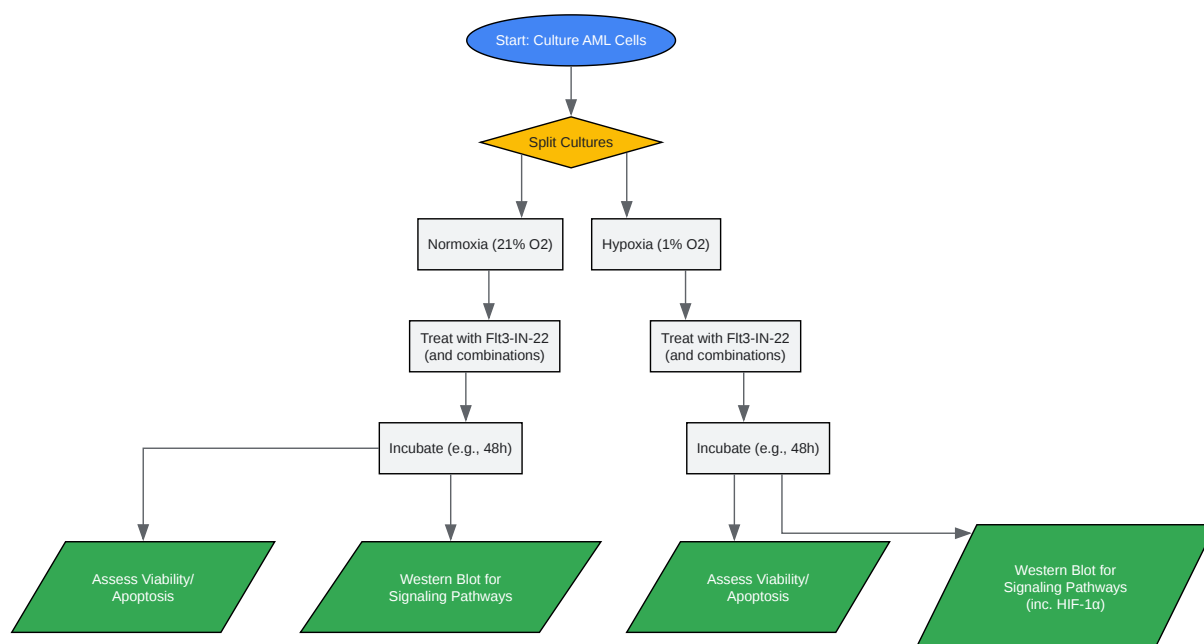 Start: Culture AML Cells
Split Cultures
Normoxia (21% O2)
Hypoxia (1% O2)
Treat with Flt3-IN-22
(and combinations)
Treat with Flt3-IN-22
(and combinations)
Incubate (e.g., 48h)
Incubate (e.g., 48h)
Assess Viability/
Apoptosis
Western Blot for
Signaling Pathways
Assess Viability/
Apoptosis
Western Blot for
Signaling Pathways
(inc. HIF-1α)